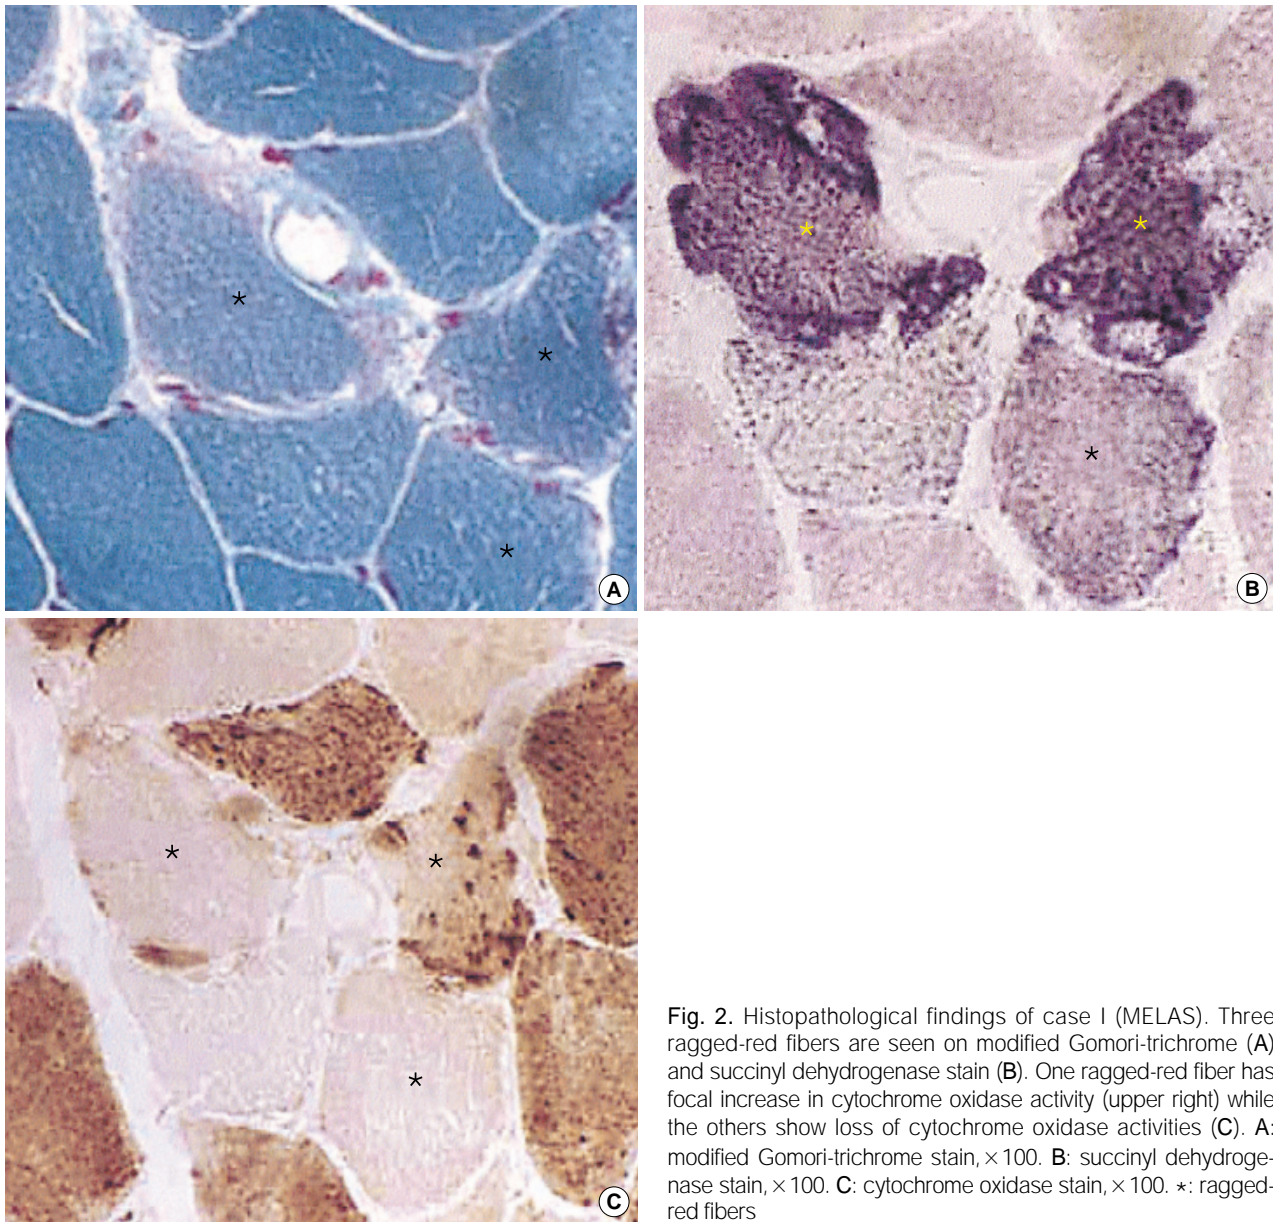 A
B
C
Fig. 2. Histopathological findings of case I (MELAS). Three
ragged-red fibers are seen on modified Gomori-trichrome (A)
and succinyl dehydrogenase stain (B). One ragged-red fiber has
focal increase in cytochrome oxidase activity (upper right) while
the others show loss of cytochrome oxidase activities (C). A:
modified Gomori-trichrome stain, ×100. B: succinyl dehydroge-
nase stain, ×100. C: cytochrome oxidase stain, ×100. *: ragged-
red fibers